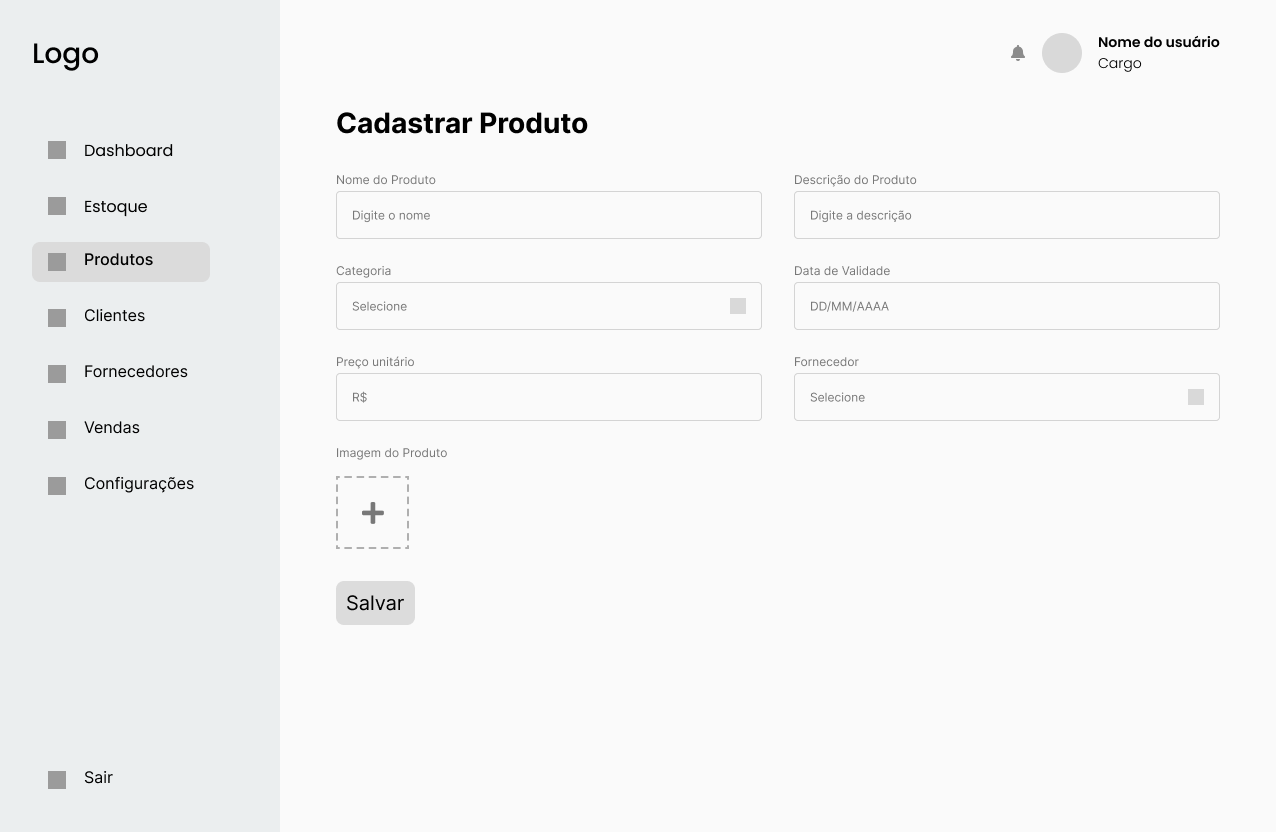 Logo
Dashboard
Estoque
Produtos
Clientes
Fornecedores
Vendas
Configurações
Sair
Nome do usuário
Cargo
Cadastrar Produto
Nome do Produto
Digite o nome
Descrição do Produto
Digite a descrição
Categoria
Selecione
Data de Validade
DD/MM/AAAA
Preço unitário
R$
Fornecedor
Selecione
Imagem do Produto
Salvar